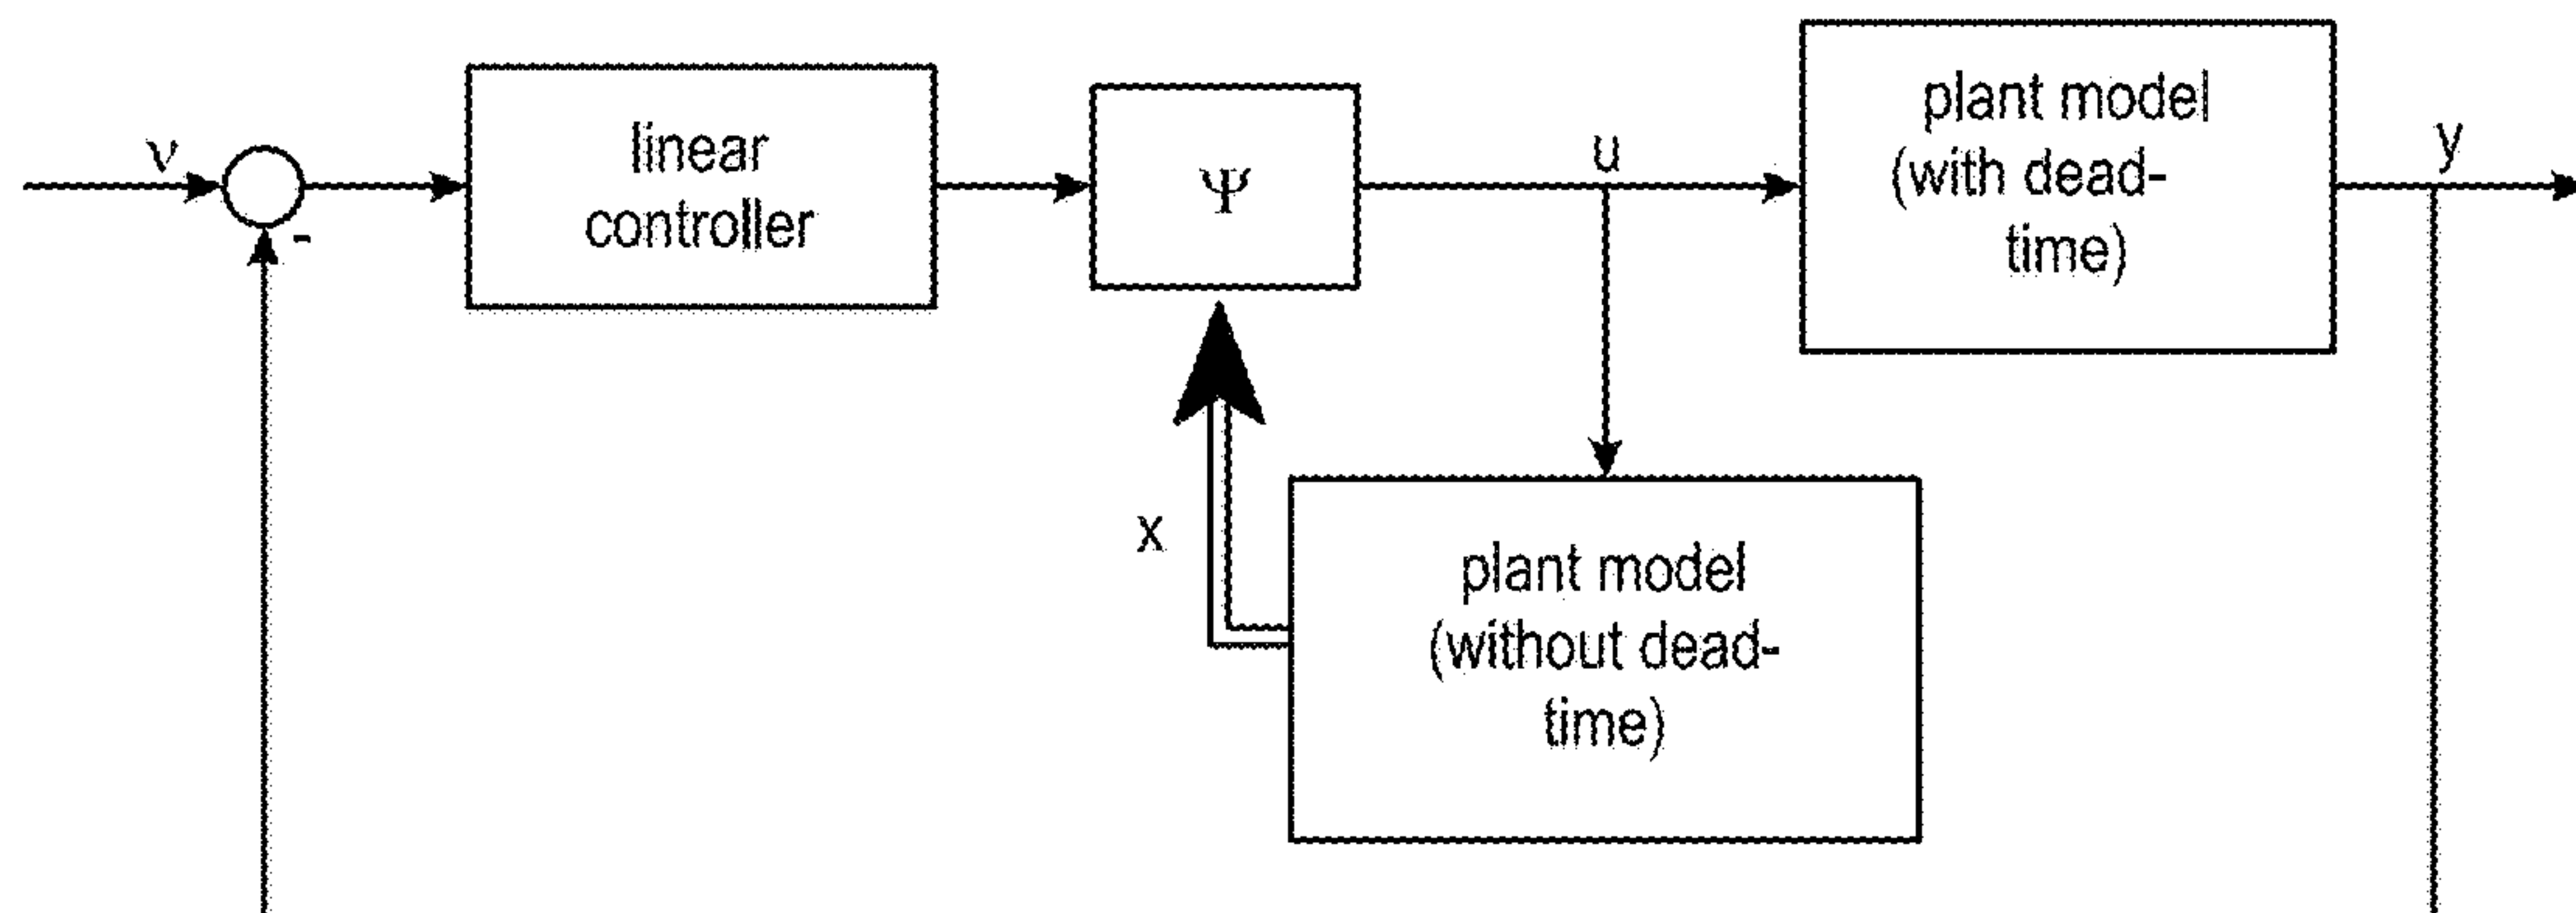 ν
-
linear
controller
Ψ
u
plant model
(with dead-
time)
y
x
plant model
(without dead-
time)